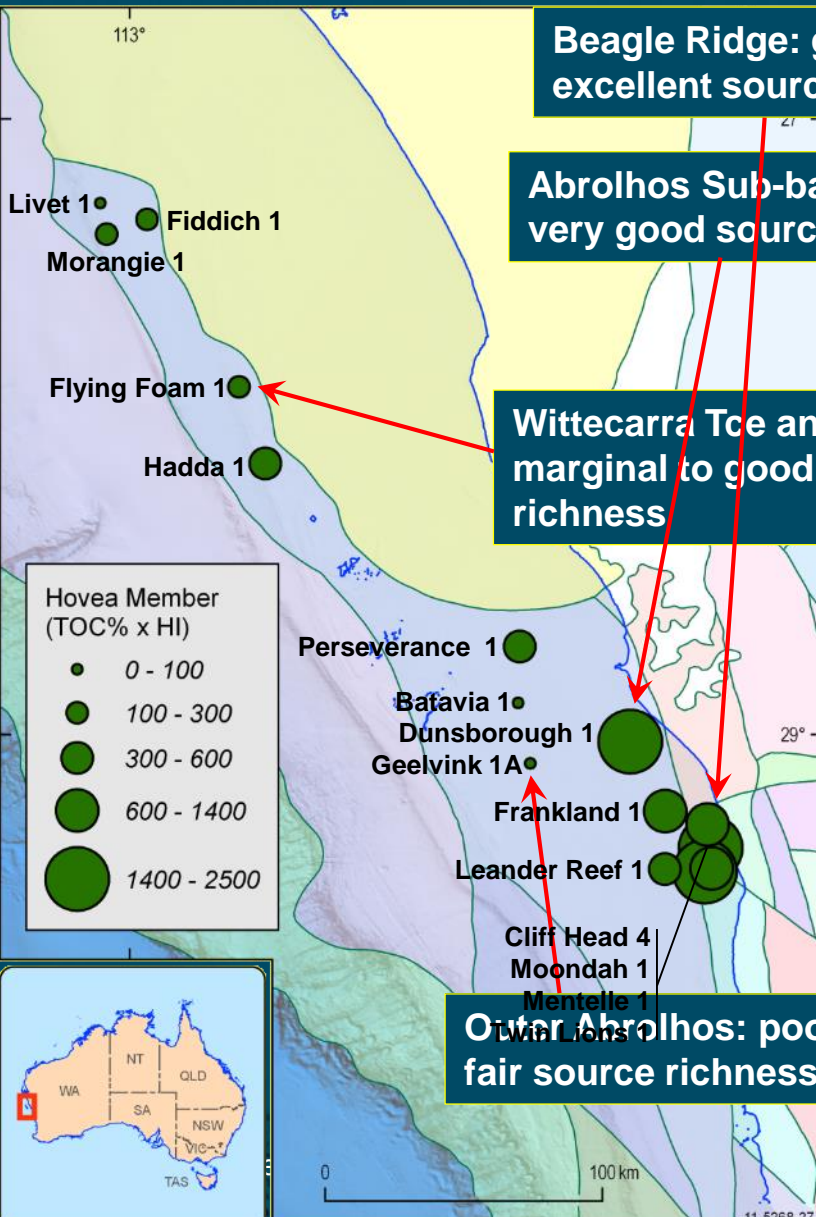 113°
Beagle Ridge: g
excellent sourc
27°
Abrolhos Sub-ba
very good sourc
Livet 1
Fiddich 1
Morangie 1
Flying Foam 1
Wittecarra Tce an
marginal to good
richness
Hadda 1
Hovea Member
(TOC% x HI)
0 - 100
100 - 300
300 - 600
600 - 1400
1400 - 2500
Perseverance 1
Batavia 1
Dunsborough 1
29°
Geelvink 1A
Frankland 1
Leander Reef 1
Cliff Head 4
Moondah 1
Mentelle 1
Twin Lions 1
Outer Abrolhos: poo
fair source richness
NT
QLD
WA
SA
NSW
VIC
TAS
0
100 km